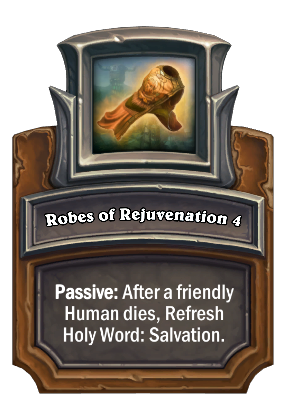 Robes of Rejuvenation 4
Passive: After a friendly
Human dies, Refresh
Holy Word: Salvation.